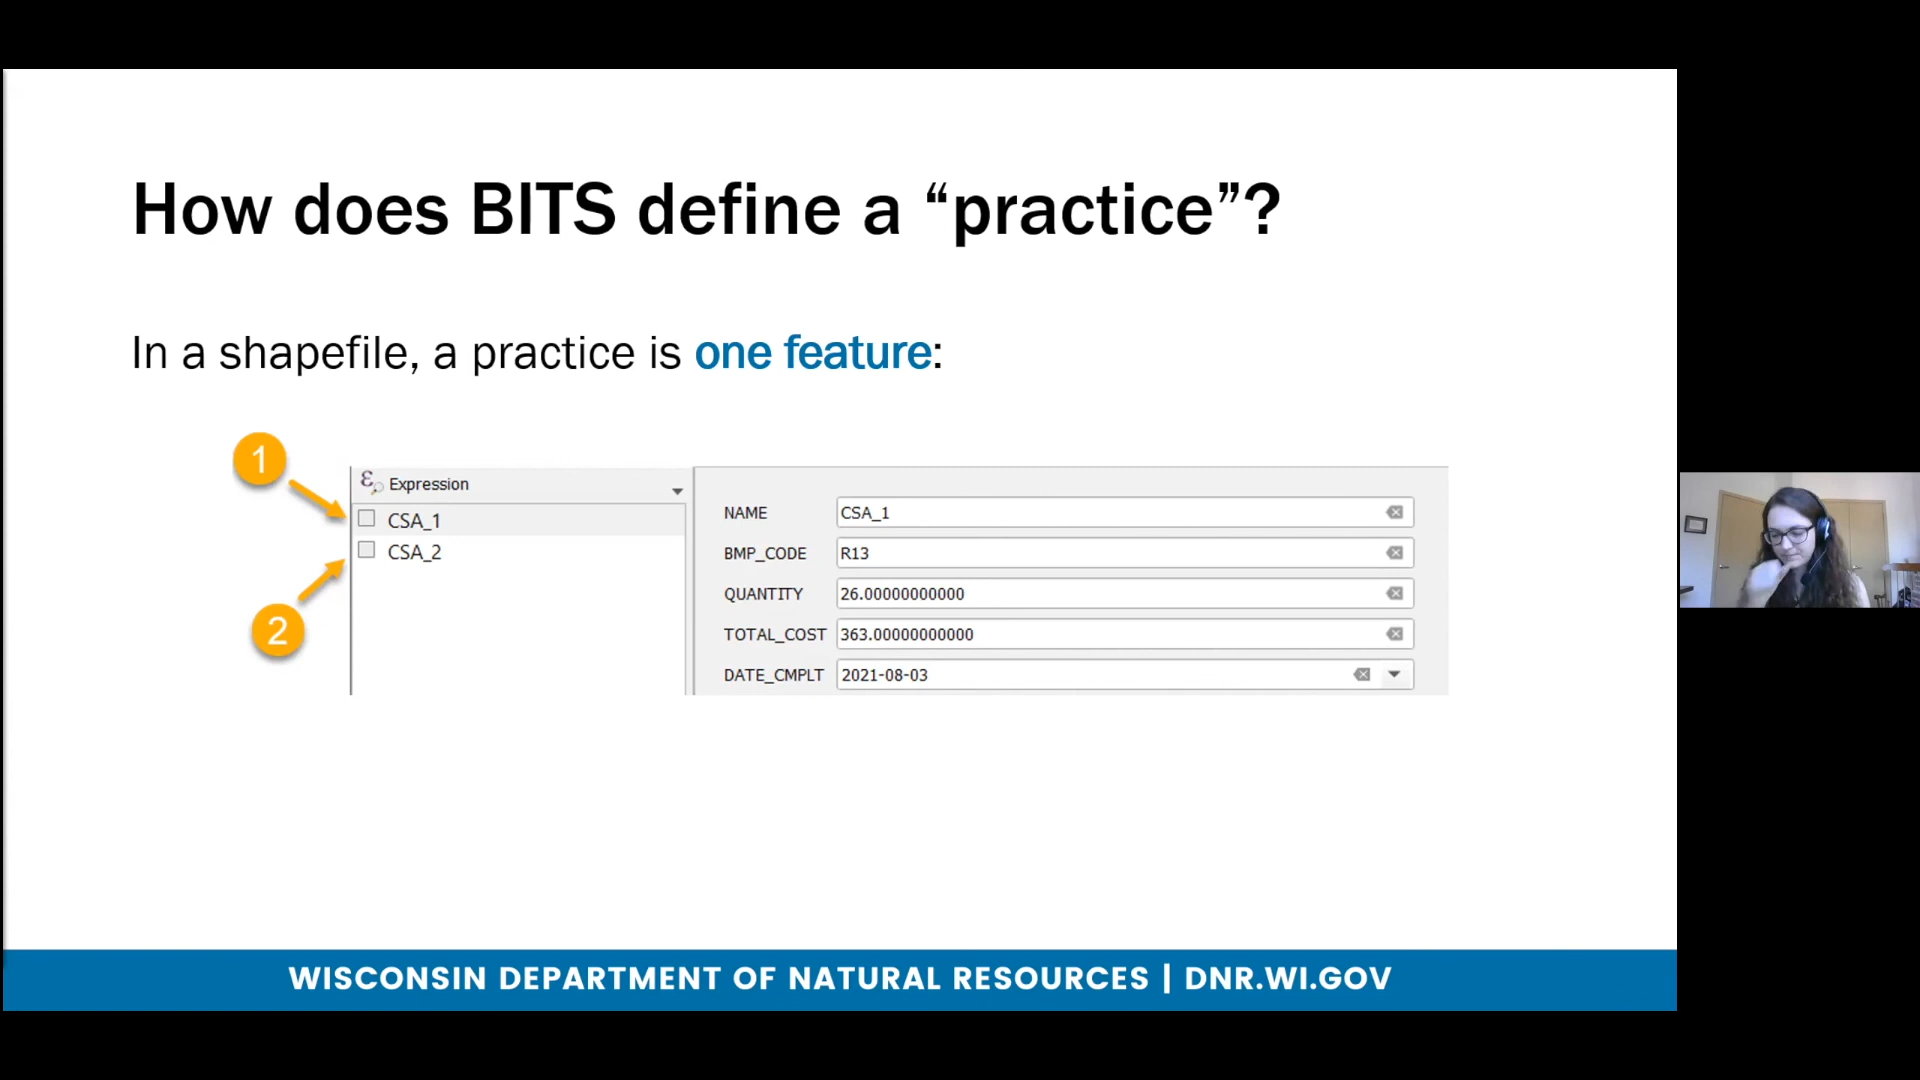 How does BITS define a “practice”?
In a shapefile, a practice is one feature:
1
2
Expression
CSA_1
CSA_2
NAME CSA_1
BMP_CODE R13
QUANTITY 26.00000000000
TOTAL_COST 363.00000000000
DATE_CMPLT 2021-08-03
WISCONSIN DEPARTMENT OF NATURAL RESOURCES | DNR.WI.GOV